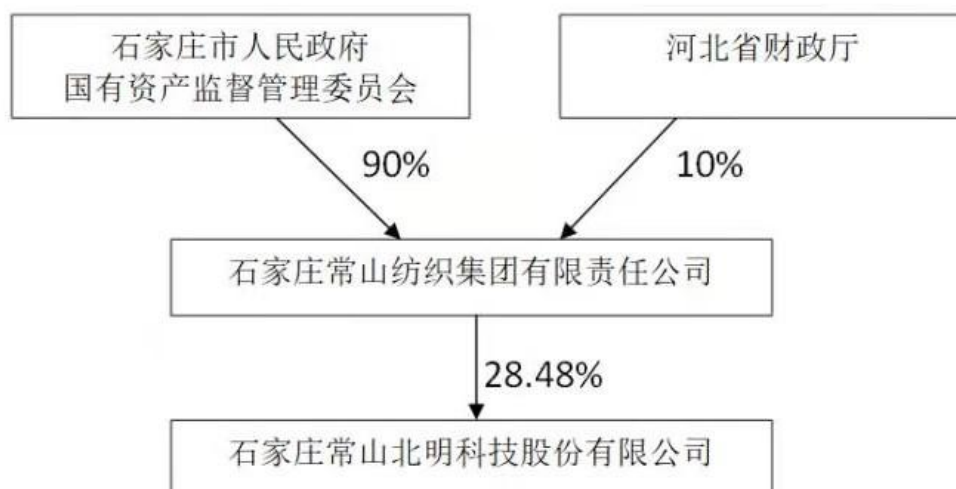 石家庄市人民政府
国有资产监督管理委员会
河北省财政厅
90%
10%
石家庄常山纺织集团有限责任公司
28.48%
石家庄常山北明科技股份有限公司